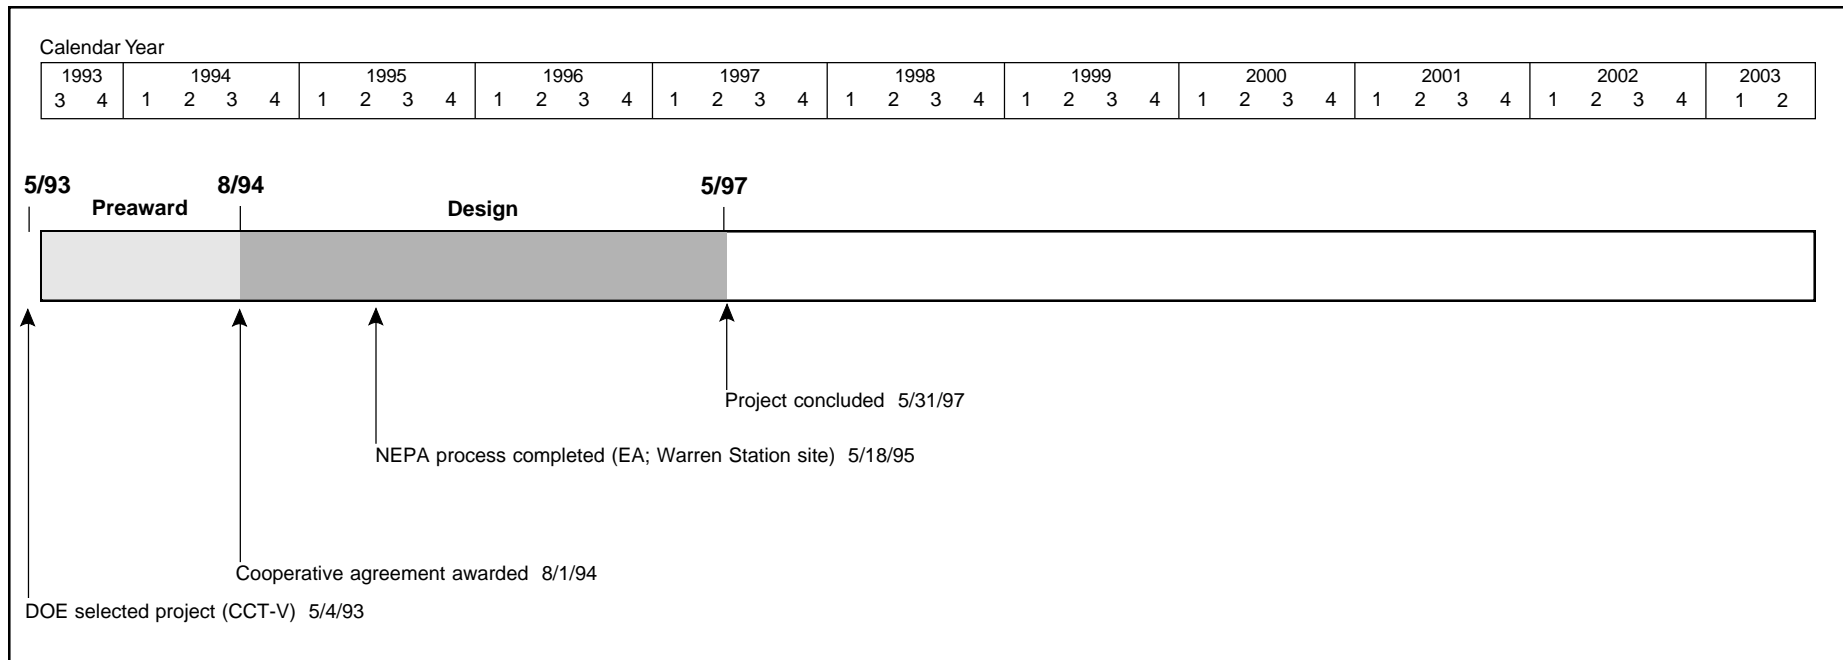 Calendar Year
1993 1994 1995 1996 1997 1998 1999 2000 2001 2002 2003
3 4 1 2 3 4 1 2 3 4 1 2 3 4 1 2 3 4 1 2 3 4 1 2 3 4 1 2 3 4 1 2 3 4 1 2 3 4 1 2
5/93 8/94 5/97
Preaward Design
Project concluded 5/31/97
NEPA process completed (EA; Warren Station site) 5/18/95
Cooperative agreement awarded 8/1/94
DOE selected project (CCT-V) 5/4/93